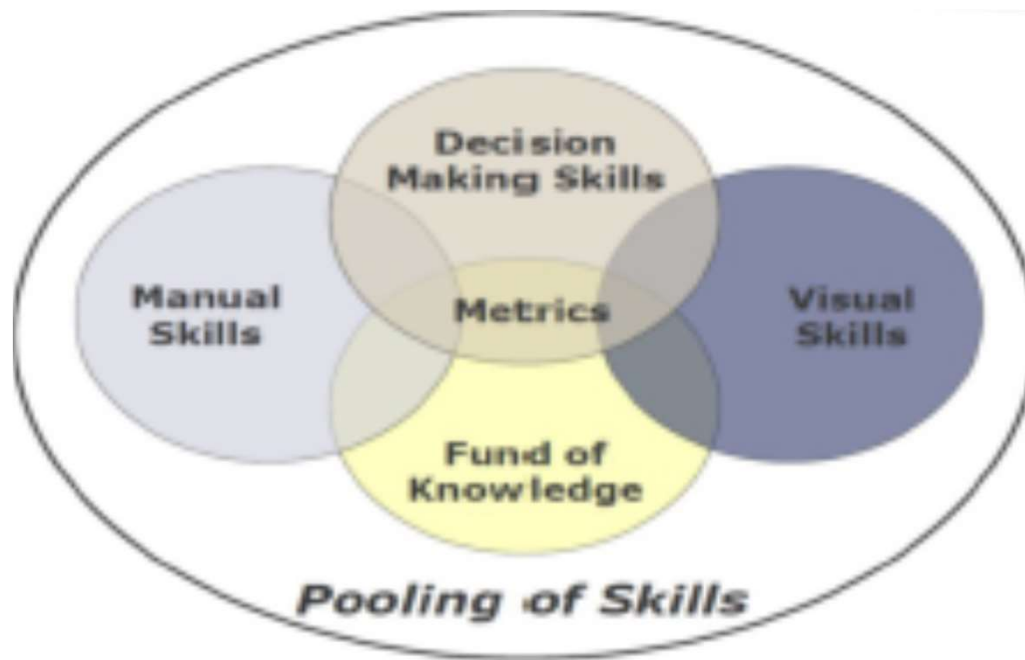 Decision
Making Skills
Manual
Skills
Metrics
Visual
Skills
Fund of
Knowledge
Pooling of Skills